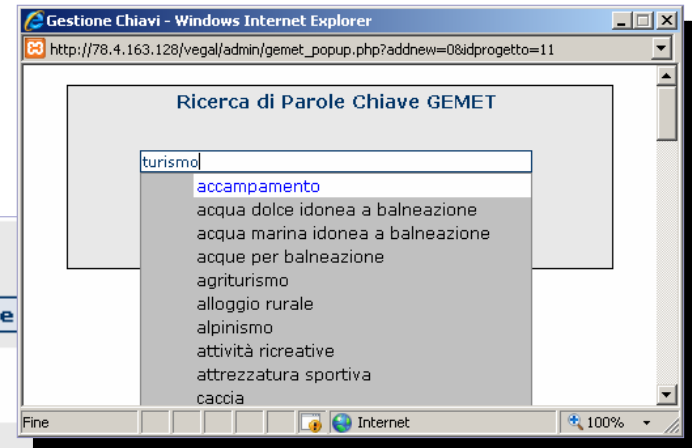 Gestione Chiavi - Windows Internet Explorer
http://78.4.163.128/vegal/admin/gemet_popup.php?addnew=0&idprogetto=11
Ricerca di Parole Chiave GEMET
turismo
accampamento
acqua dolce idonea a balneazione
acqua marina idonea a balneazione
acque per balneazione
agriturismo
alloggio rurale
alpinismo
attività ricreative
attrezzatura sportiva
caccia
e
Fine Internet 100%